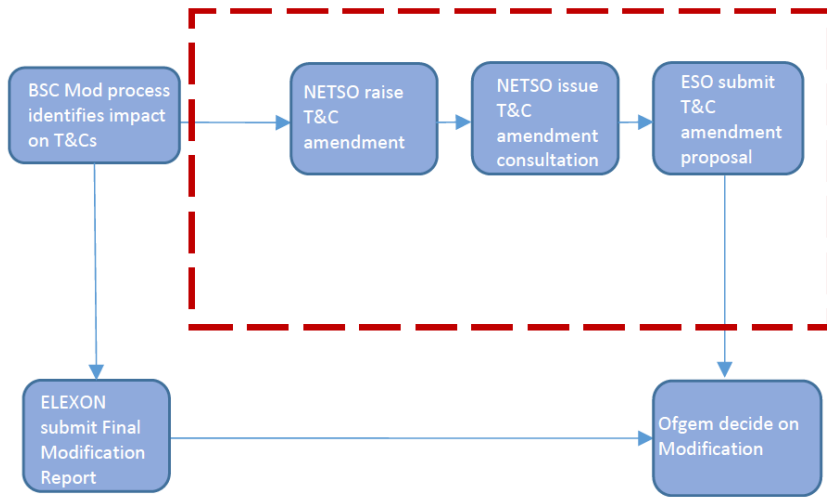 BSC Mod process
identifies impact
on T&Cs
NETSO raise
T&C
amendment
NETSO issue
T&C
amendment
consultation
ESO submit
T&C
amendment
proposal
ELEXON
submit Final
Modification
Report
Ofgem decide on
Modification